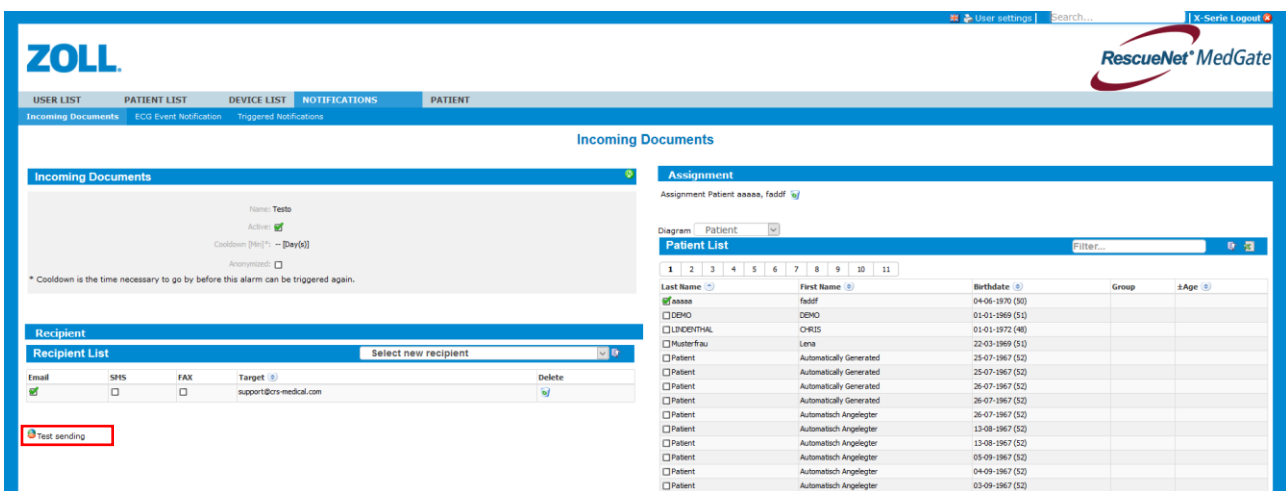 User settings | Search... | X-Serie Logout
ZOLL.
RescueNet® MedGate
USER LIST PATIENT LIST DEVICE LIST NOTIFICATIONS PATIENT
Incoming Documents ECG Event Notification Triggered Notifications
Incoming Documents
Incoming Documents
Name: Testo
Active:
Cooldown [Min]*: -- [Day(s)]
Anonymized:
* Cooldown is the time necessary to go by before this alarm can be triggered again.
Recipient
Recipient List Select new recipient
Email SMS FAX Target Delete
support@crs-medical.com
Test sending
Assignment
Assignment Patient aaaaa, faddf
Diagram Patient
Patient List Filter...
1 2 3 4 5 6 7 8 9 10 11
Last Name First Name Birthdate Group ±Age
aaaaa faddf 04-06-1970 (50)
DEMO DEMO 01-01-1969 (51)
LINDENTHAL CHRIS 01-01-1972 (48)
Musterfrau Lena 22-03-1969 (51)
Patient Automatically Generated 25-07-1967 (52)
Patient Automatically Generated 25-07-1967 (52)
Patient Automatically Generated 26-07-1967 (52)
Patient Automatically Generated 26-07-1967 (52)
Patient Automatisch Angelegter 26-07-1967 (52)
Patient Automatisch Angelegter 13-08-1967 (52)
Patient Automatisch Angelegter 13-08-1967 (52)
Patient Automatisch Angelegter 05-09-1967 (52)
Patient Automatisch Angelegter 04-09-1967 (52)
Patient Automatisch Angelegter 03-09-1967 (52)